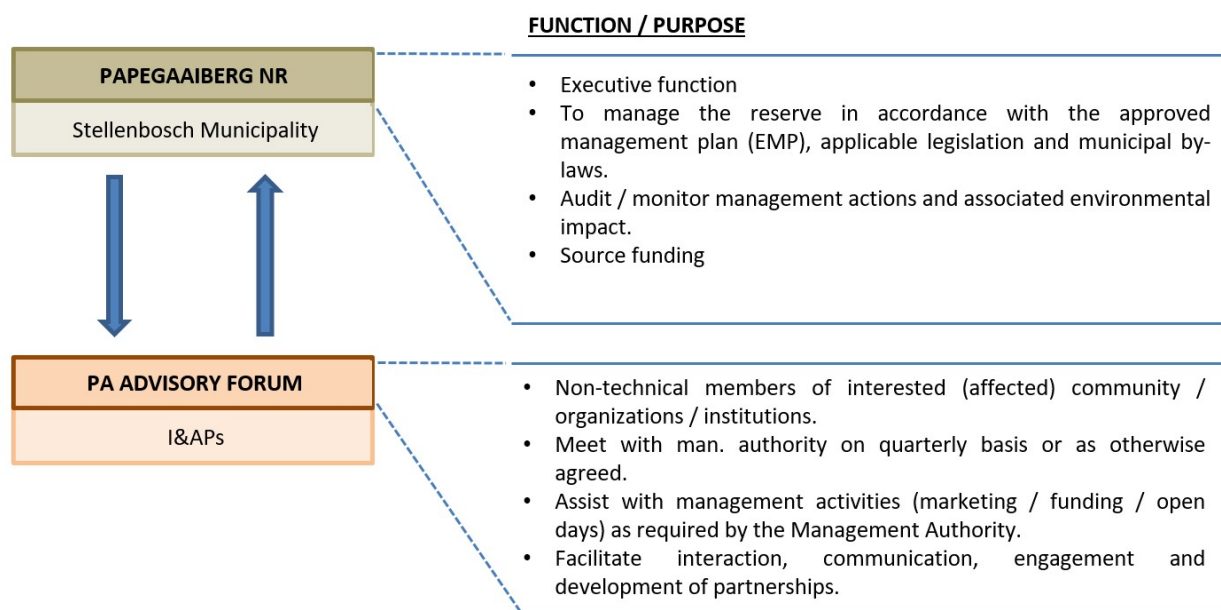 FUNCTION / PURPOSE
PAPEGAAIBERG NR
Stellenbosch Municipality
• Executive function
• To manage the reserve in accordance with the approved
management plan (EMP), applicable legislation and municipal by-
laws.
• Audit / monitor management actions and associated environmental
impact.
• Source funding
PA ADVISORY FORUM
I&APs
• Non-technical members of interested (affected) community /
organizations / institutions.
• Meet with man. authority on quarterly basis or as otherwise
agreed.
• Assist with management activities (marketing / funding / open
days) as required by the Management Authority.
• Facilitate interaction, communication, engagement and
development of partnerships.